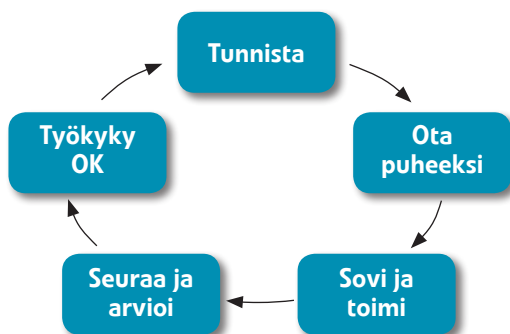 Tunnista
Ota
puheeksi
Sovi ja
toimi
Seuraa ja
arvioi
Työkyky
OK